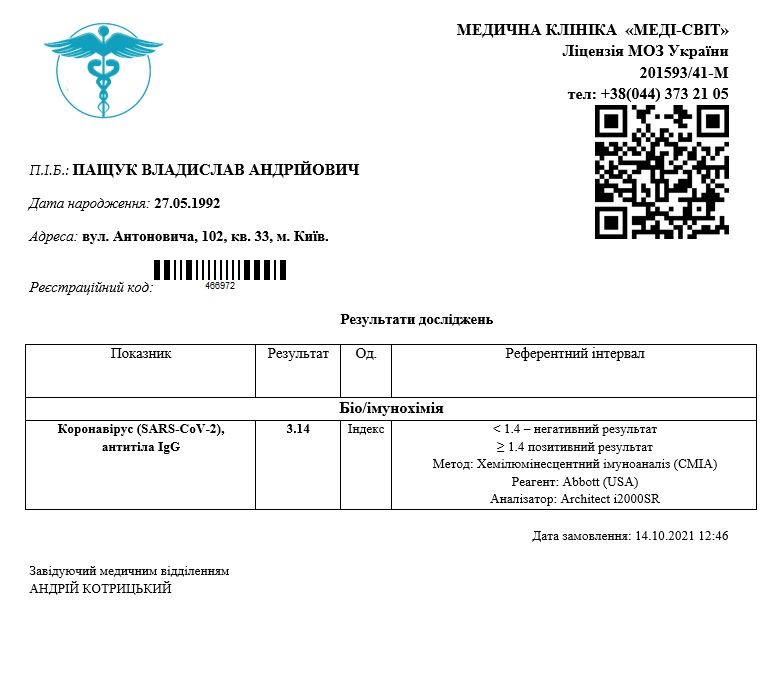 МЕДИЧНА КЛІНІКА «МЕДІ-СВІТ»
Ліцензія МОЗ України
201593/41-М
тел: +38(044) 373 21 05
П.І.Б.: ПАЩУК ВЛАДИСЛАВ АНДРІЙОВИЧ
Дата народження: 27.05.1992
Адреса: вул. Антоновича, 102, кв. 33, м. Київ.
Реєстраційний код:
466972
Результати досліджень
Показник Результат Од. Референтний інтервал
Біо/імунохімія
Коронавірус (SARS-CoV-2), 3.14 Індекс < 1.4 – негативний результат
антитіла IgG ≥ 1.4 позитивний результат
Метод: Хемілюмінесцентний імуноаналіз (CMIA)
Реагент: Abbott (USA)
Аналізатор: Architect i2000SR
Дата замовлення: 14.10.2021 12:46
Завідуючий медичним відділенням
АНДРІЙ КОТРИЦЬКИЙ